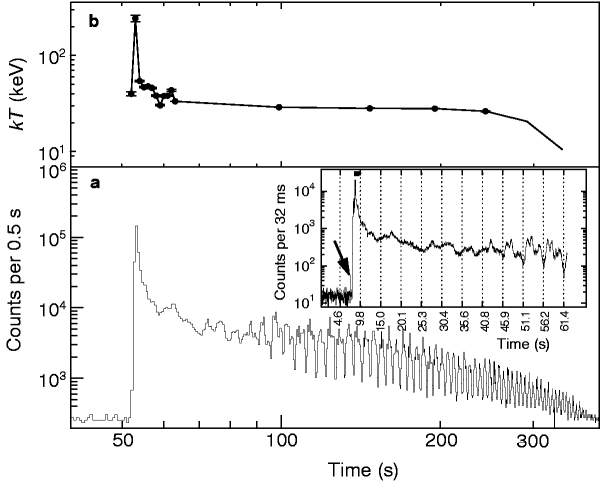 b
kT (keV)
10²
10¹
a
Counts per 0.5 s
10⁶
10⁵
10⁴
10³
Counts per 32 ms
10⁴
10³
10²
10¹
4.6 9.8 15.0 20.1 25.3 30.4 35.6 40.8 45.9 51.1 56.2 61.4
Time (s)
50 100 200 300
Time (s)